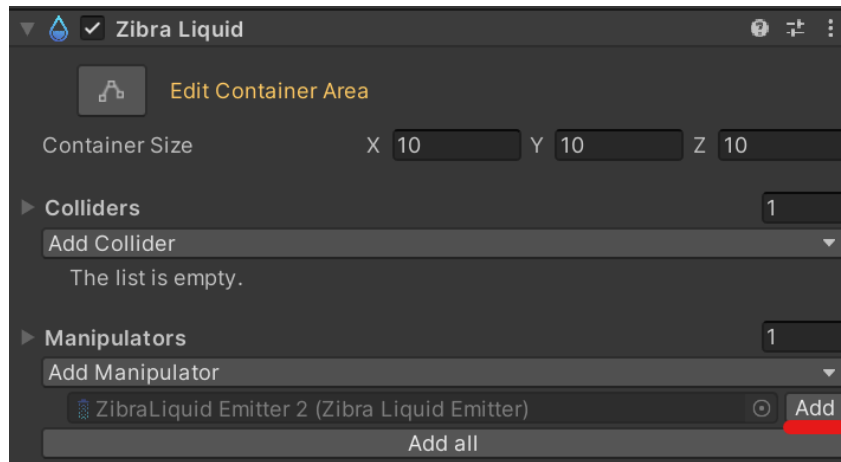 Zibra Liquid
Edit Container Area
Container Size X 10 Y 10 Z 10
Colliders 1
Add Collider
The list is empty.
Manipulators 1
Add Manipulator
ZibraLiquid Emitter 2 (Zibra Liquid Emitter) Add
Add all